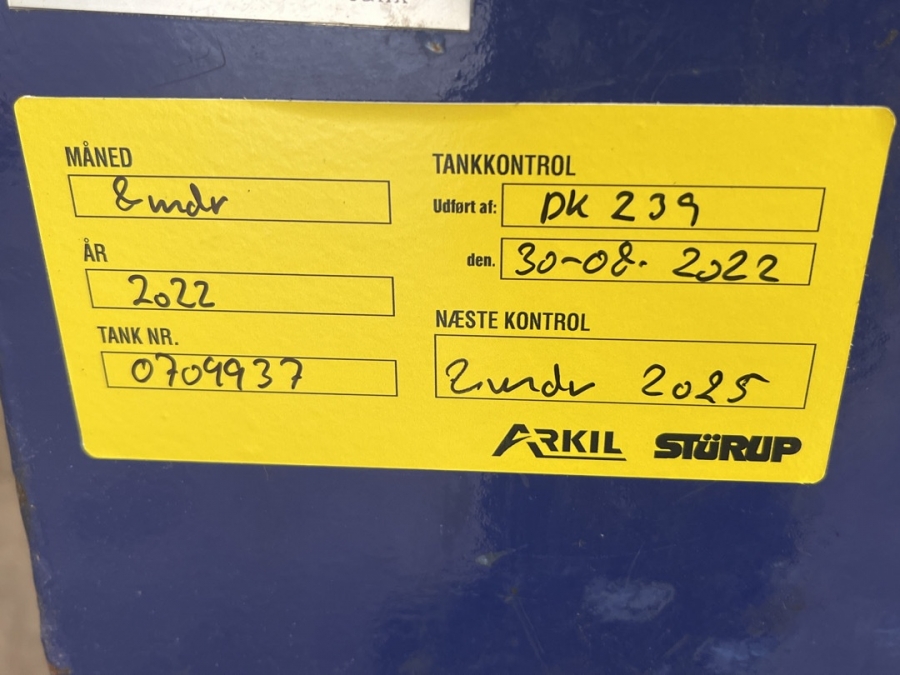 MÅNED
8 mdr
ÅR
2022
TANK NR.
0709937
TANKKONTROL
Udført af: DK 239
den. 30-08. 2022
NÆSTE KONTROL
2 mdr 2025
ARKIL STÜRUP